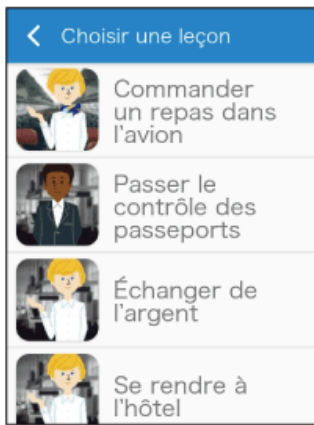 Choisir une leçon
Commander
un repas dans
l'avion
Passer le
contrôle des
passeports
Échanger de
l'argent
Se rendre à
l'hôtel